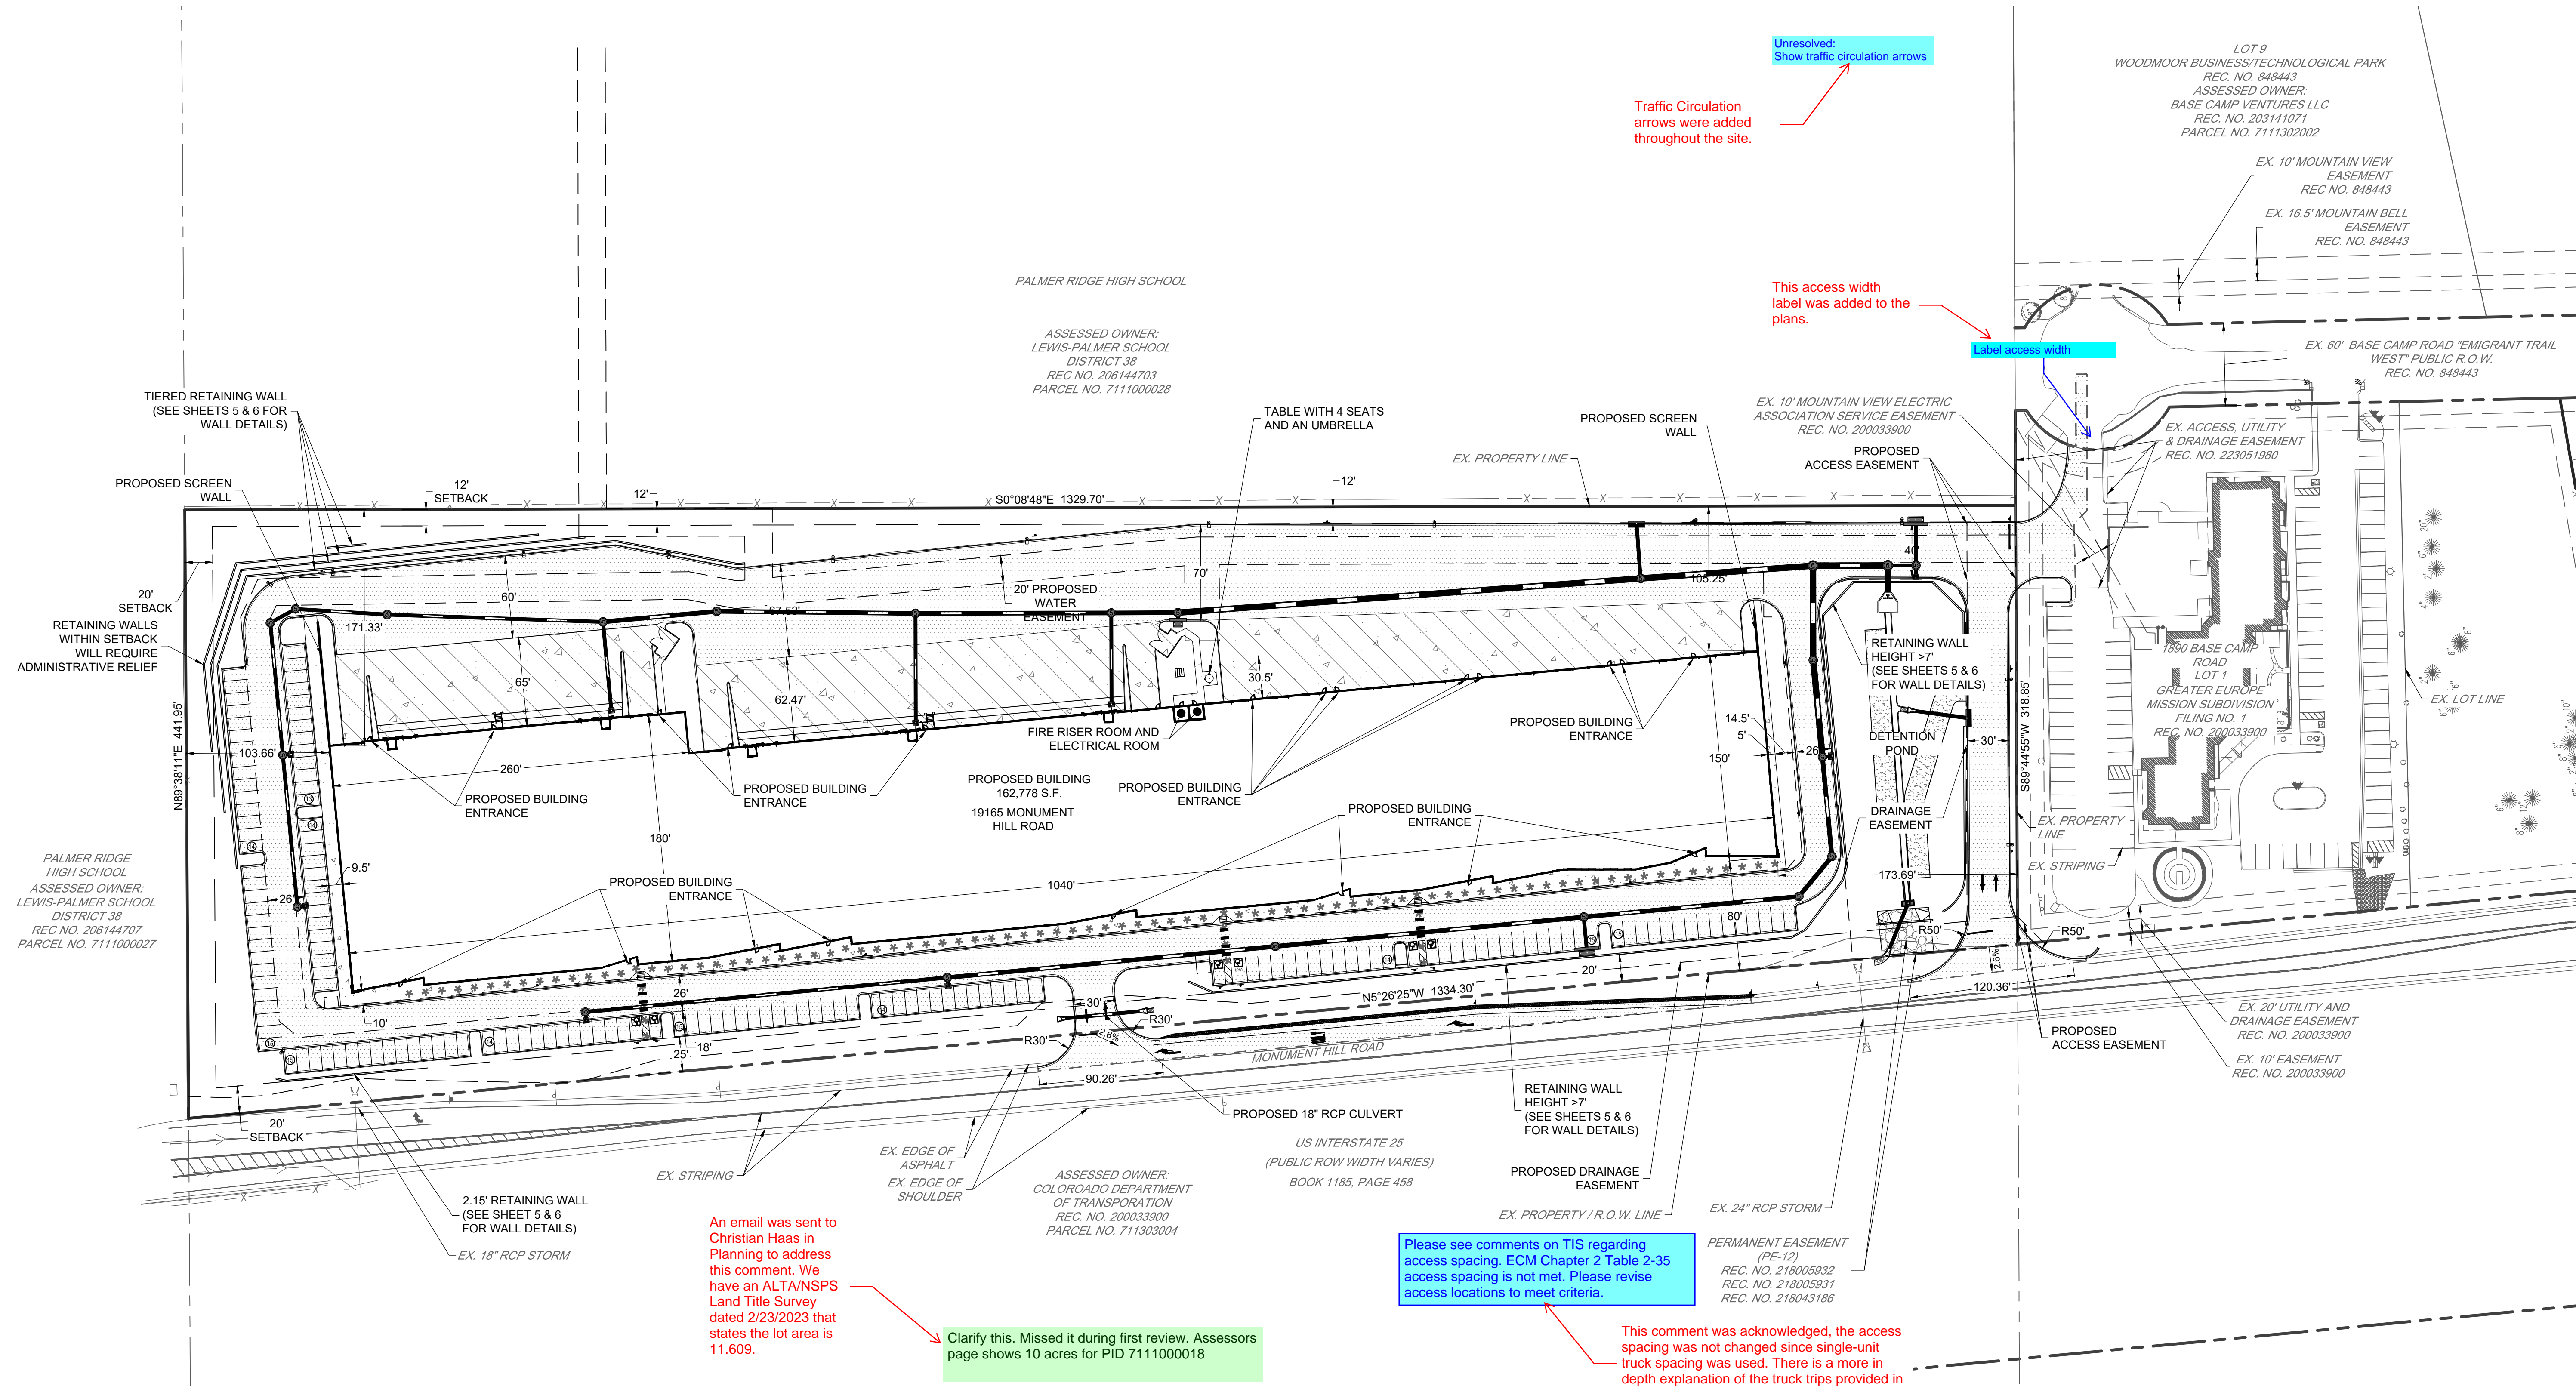 Unresolved:
Show traffic circulation arrows
Traffic Circulation
arrows were added
throughout the site.
LOT 9
WOODMOOR BUSINESS/TECHNOLOGICAL PARK
REC. NO. 848443
ASSESSED OWNER:
BASE CAMP VENTURES LLC
REC. NO. 203141071
PARCEL NO. 7111302002
EX. 10' MOUNTAIN VIEW
EASEMENT
REC NO. 848443
EX. 16.5' MOUNTAIN BELL
EASEMENT
REC. NO. 848443
PALMER RIDGE HIGH SCHOOL
ASSESSED OWNER:
LEWIS-PALMER SCHOOL
DISTRICT 38
REC NO. 206144703
PARCEL NO. 7111000028
This access width
label was added to the
plans.
Label access width
EX. 60' BASE CAMP ROAD "EMIGRANT TRAIL
WEST" PUBLIC R.O.W.
REC. NO. 848443
TIERED RETAINING WALL
(SEE SHEETS 5 & 6 FOR
WALL DETAILS)
TABLE WITH 4 SEATS
AND AN UMBRELLA
PROPOSED SCREEN
WALL
EX. 10' MOUNTAIN VIEW ELECTRIC
ASSOCIATION SERVICE EASEMENT
REC. NO. 200033900
EX. ACCESS, UTILITY
& DRAINAGE EASEMENT
REC. NO. 223051980
EX. PROPERTY LINE
PROPOSED
ACCESS EASEMENT
PROPOSED SCREEN
WALL
12'
SETBACK
12'
S0°08'48"E 1329.70'
12'
20'
SETBACK
RETAINING WALLS
WITHIN SETBACK
WILL REQUIRE
ADMINISTRATIVE RELIEF
60'
171.33'
67.53'
20' PROPOSED
WATER
EASEMENT
70'
105.25'
40'
65'
62.47'
30.5'
RETAINING WALL
HEIGHT >7'
(SEE SHEETS 5 & 6
FOR WALL DETAILS)
1890 BASE CAMP
ROAD
LOT 1
GREATER EUROPE
MISSION SUBDIVISION
FILING NO. 1
REC. NO. 200033900
EX. LOT LINE
N89°38'11"E 441.95'
103.66'
260'
PROPOSED BUILDING
ENTRANCE
PROPOSED BUILDING
ENTRANCE
FIRE RISER ROOM AND
ELECTRICAL ROOM
PROPOSED BUILDING
162,778 S.F.
19165 MONUMENT
HILL ROAD
PROPOSED BUILDING
ENTRANCE
PROPOSED BUILDING
ENTRANCE
14.5'
5'
26'
150'
DETENTION
POND
30'
S89°44'55"W 318.85'
DRAINAGE
EASEMENT
EX. PROPERTY
LINE
EX. STRIPING
180'
PROPOSED BUILDING
ENTRANCE
PROPOSED BUILDING
ENTRANCE
1040'
9.5'
26'
PALMER RIDGE
HIGH SCHOOL
ASSESSED OWNER:
LEWIS-PALMER SCHOOL
DISTRICT 38
REC NO. 206144707
PARCEL NO. 7111000027
173.69'
80'
R50'
R50'
2.6%
120.36'
20'
N5°26'25"W 1334.30'
26'
10'
18'
25'
30'
R30'
R30'
2.6%
90.26'
MONUMENT HILL ROAD
EX. 20' UTILITY AND
DRAINAGE EASEMENT
REC. NO. 200033900
PROPOSED
ACCESS EASEMENT
EX. 10' EASEMENT
REC. NO. 200033900
20'
SETBACK
PROPOSED 18" RCP CULVERT
RETAINING WALL
HEIGHT >7'
(SEE SHEETS 5 & 6
FOR WALL DETAILS)
EX. STRIPING
EX. EDGE OF
ASPHALT
EX. EDGE OF
SHOULDER
US INTERSTATE 25
(PUBLIC ROW WIDTH VARIES)
BOOK 1185, PAGE 458
ASSESSED OWNER:
COLOROADO DEPARTMENT
OF TRANSPORATION
REC. NO. 200033900
PARCEL NO. 711303004
PROPOSED DRAINAGE
EASEMENT
EX. PROPERTY / R.O.W. LINE
EX. 24" RCP STORM
2.15' RETAINING WALL
(SEE SHEET 5 & 6
FOR WALL DETAILS)
EX. 18" RCP STORM
PERMANENT EASEMENT
(PE-12)
REC. NO. 218005932
REC. NO. 218005931
REC. NO. 218043186
An email was sent to
Christian Haas in
Planning to address
this comment. We
have an ALTA/NSPS
Land Title Survey
dated 2/23/2023 that
states the lot area is
11.609.
Clarify this. Missed it during first review. Assessors
page shows 10 acres for PID 7111000018
Please see comments on TIS regarding
access spacing. ECM Chapter 2 Table 2-35
access spacing is not met. Please revise
access locations to meet criteria.
This comment was acknowledged, the access
spacing was not changed since single-unit
truck spacing was used. There is a more in
depth explanation of the truck trips provided in